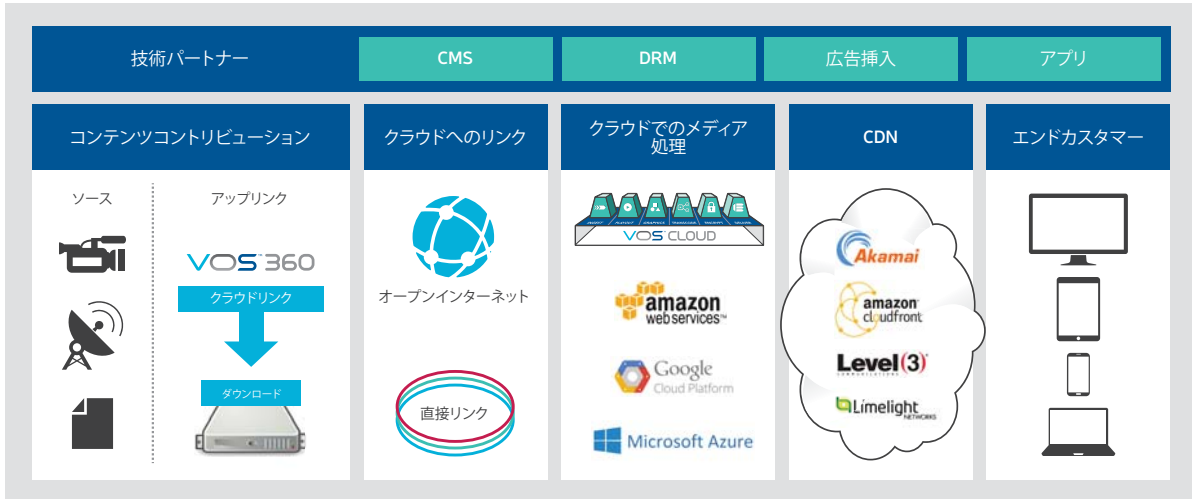 技術パートナー
CMS
DRM
広告挿入
アプリ
コンテンツコントリビューション
クラウドへのリンク
クラウドでのメディア
処理
CDN
エンドカスタマー
ソース
アップリンク
VOS 360
クラウドリンク
ダウンロード
オープンインターネット
直接リンク
VOS CLOUD
amazon
web services™
Google
Cloud Platform
Microsoft Azure
Akamai
amazon
cloudfront
Level(3)
COMMUNICATIONS
Limelight
NETWORKS